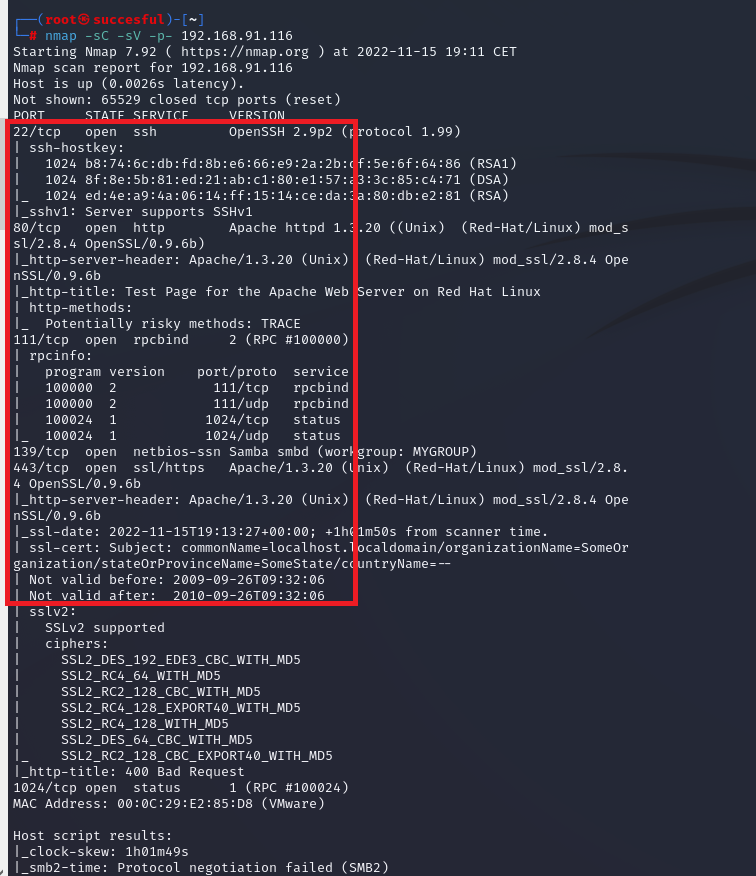 ┌──(root㉿succesful)-[~]
└─# nmap -sC -sV -p- 192.168.91.116
Starting Nmap 7.92 ( https://nmap.org ) at 2022-11-15 19:11 CET
Nmap scan report for 192.168.91.116
Host is up (0.0026s latency).
Not shown: 65529 closed tcp ports (reset)
PORT     STATE SERVICE     VERSION
22/tcp   open  ssh         OpenSSH 2.9p2 (protocol 1.99)
| ssh-hostkey:
|   1024 b8:74:6c:db:fd:8b:e6:66:e9:2a:2b:df:5e:6f:64:86 (RSA1)
|   1024 8f:8e:5b:81:ed:21:ab:c1:80:e1:57:a3:3c:85:c4:71 (DSA)
|_  1024 ed:4e:a9:4a:06:14:ff:15:14:ce:da:3a:80:db:e2:81 (RSA)
|_sshv1: Server supports SSHv1
80/tcp   open  http        Apache httpd 1.3.20 ((Unix)  (Red-Hat/Linux) mod_s
sl/2.8.4 OpenSSL/0.9.6b)
|_http-server-header: Apache/1.3.20 (Unix)  (Red-Hat/Linux) mod_ssl/2.8.4 Ope
nSSL/0.9.6b
|_http-title: Test Page for the Apache Web Server on Red Hat Linux
| http-methods:
|_  Potentially risky methods: TRACE
111/tcp  open  rpcbind     2 (RPC #100000)
| rpcinfo:
|   program version    port/proto  service
|   100000  2            111/tcp   rpcbind
|   100000  2            111/udp   rpcbind
|   100024  1           1024/tcp   status
|_  100024  1           1024/udp   status
139/tcp  open  netbios-ssn Samba smbd (workgroup: MYGROUP)
443/tcp  open  ssl/https   Apache/1.3.20 (Unix)  (Red-Hat/Linux) mod_ssl/2.8.
4 OpenSSL/0.9.6b
|_http-server-header: Apache/1.3.20 (Unix)  (Red-Hat/Linux) mod_ssl/2.8.4 Ope
nSSL/0.9.6b
|_ssl-date: 2022-11-15T19:13:27+00:00; +1h01m50s from scanner time.
| ssl-cert: Subject: commonName=localhost.localdomain/organizationName=SomeOr
ganization/stateOrProvinceName=SomeState/countryName=--
| Not valid before: 2009-09-26T09:32:06
| Not valid after:  2010-09-26T09:32:06
| sslv2:
|   SSLv2 supported
|   ciphers:
|     SSL2_DES_192_EDE3_CBC_WITH_MD5
|     SSL2_RC4_64_WITH_MD5
|     SSL2_RC2_128_CBC_WITH_MD5
|     SSL2_RC4_128_EXPORT40_WITH_MD5
|     SSL2_RC4_128_WITH_MD5
|     SSL2_DES_64_CBC_WITH_MD5
|_    SSL2_RC2_128_CBC_EXPORT40_WITH_MD5
|_http-title: 400 Bad Request
1024/tcp open  status      1 (RPC #100024)
MAC Address: 00:0C:29:E2:85:D8 (VMware)
Host script results:
|_clock-skew: 1h01m49s
|_smb2-time: Protocol negotiation failed (SMB2)